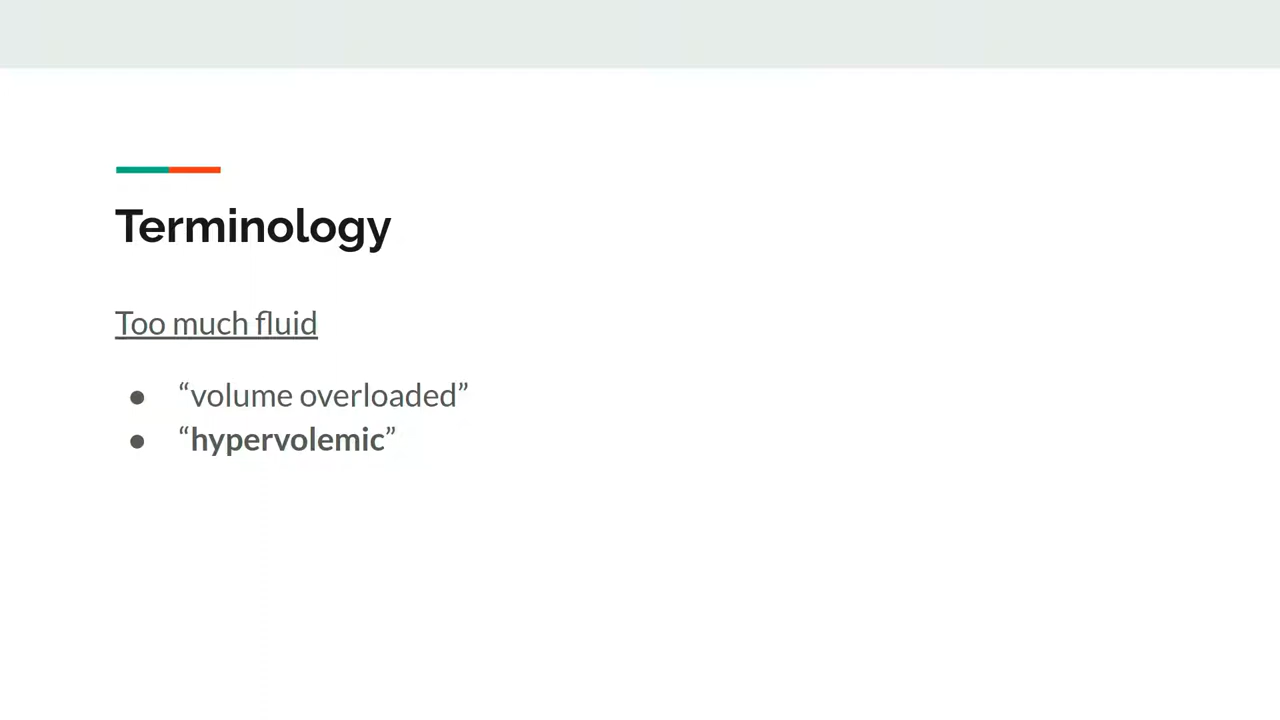 Terminology
Too much fluid
● “volume overloaded”
● “hypervolemic”